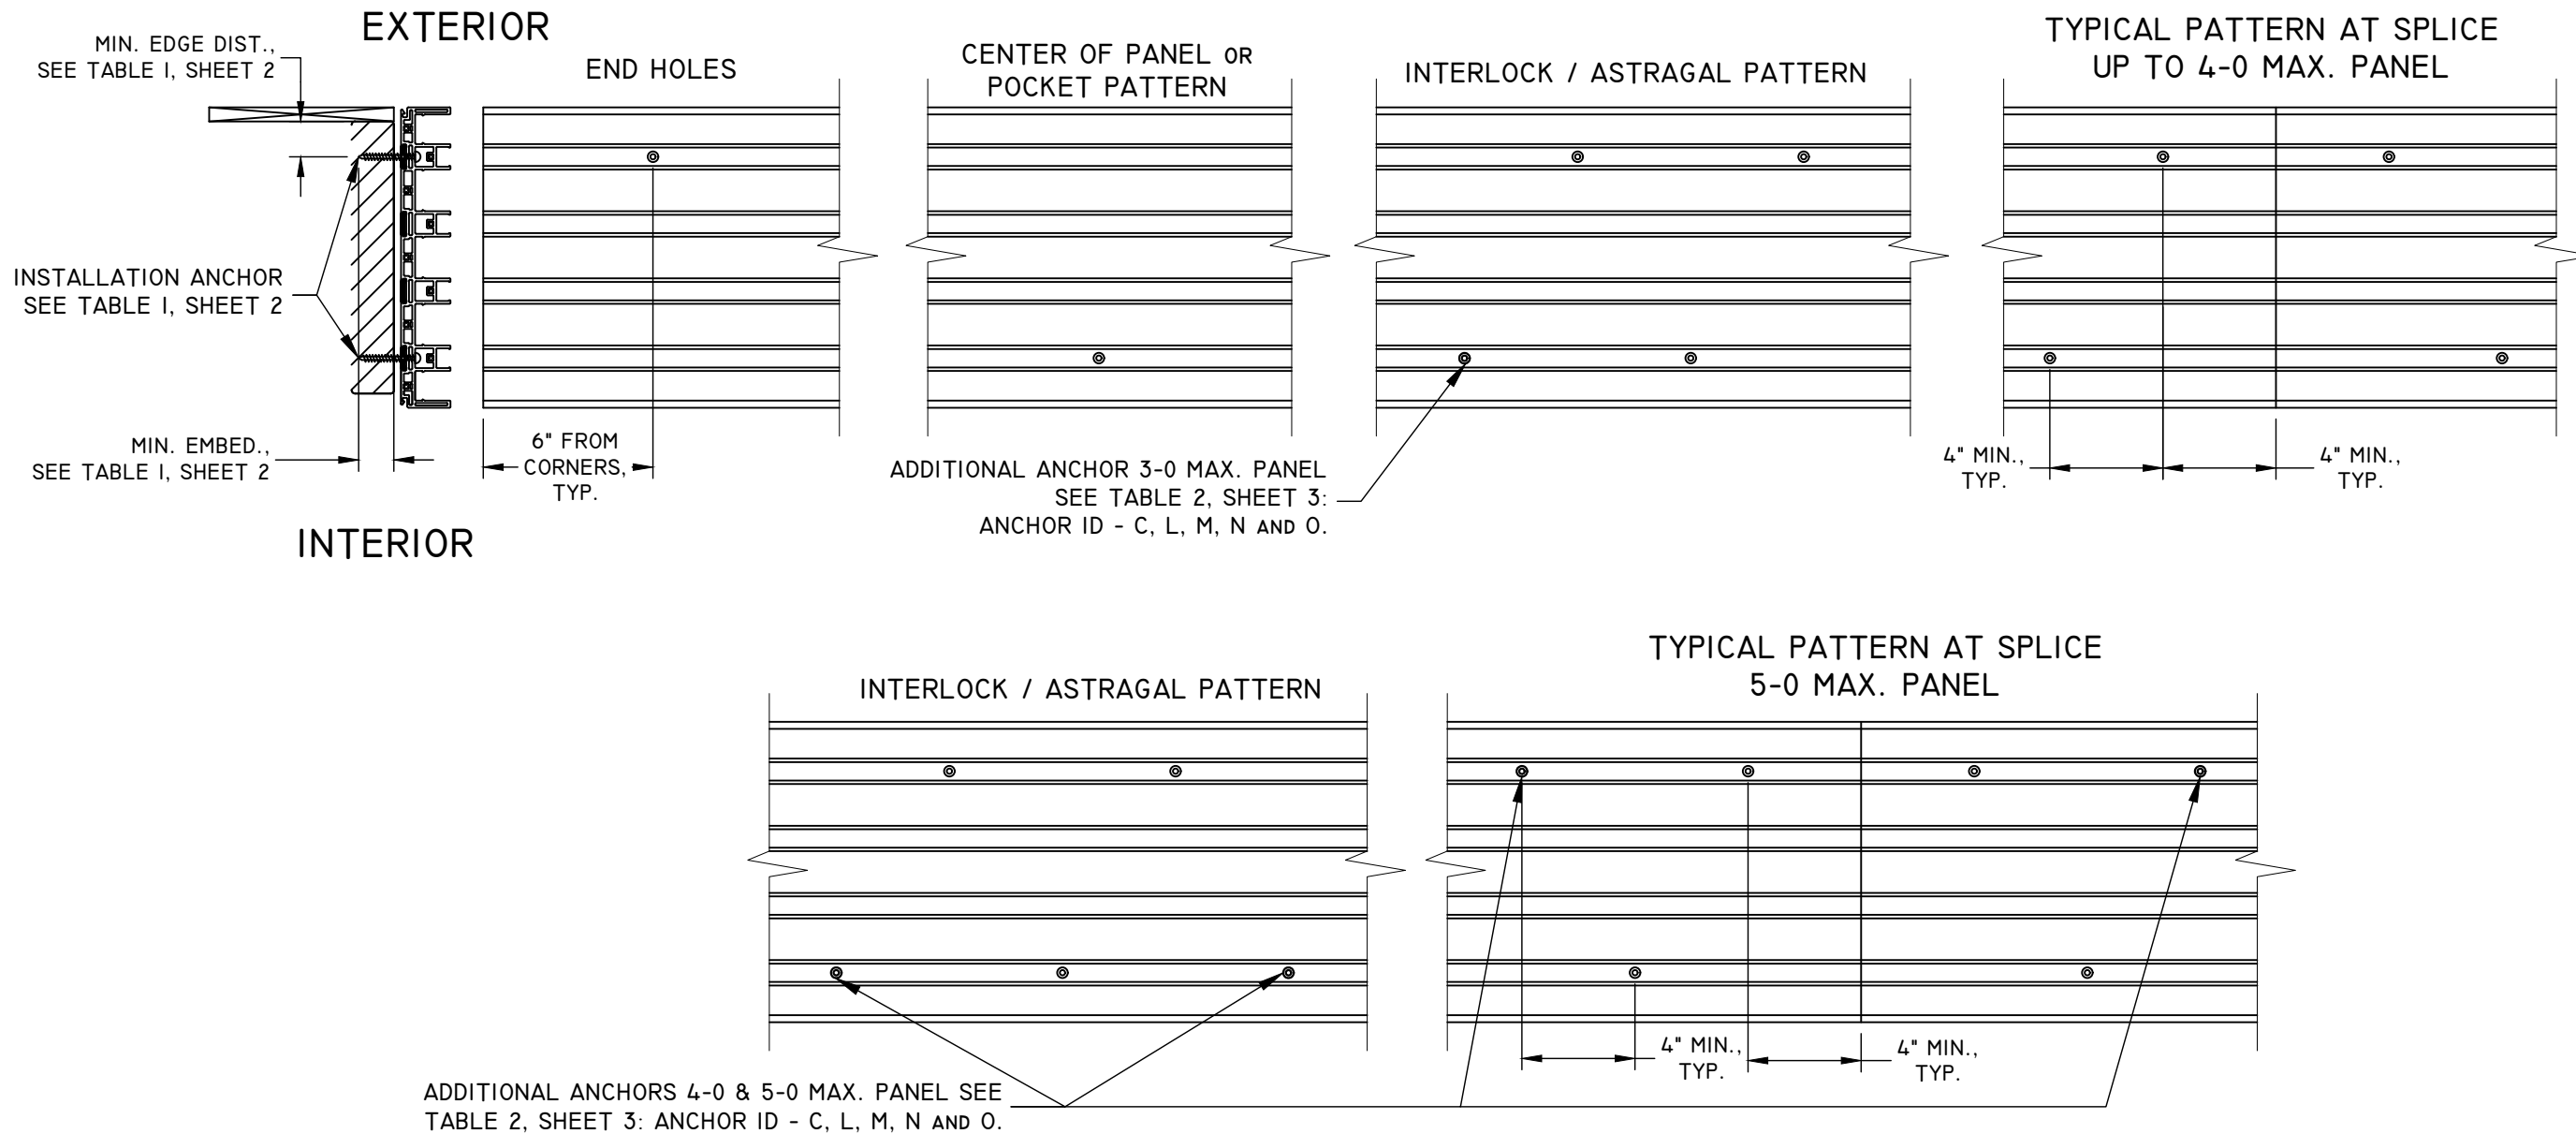 EXTERIOR
MIN. EDGE DIST.,
SEE TABLE 1, SHEET 2
END HOLES
CENTER OF PANEL OR
POCKET PATTERN
INTERLOCK / ASTRAGAL PATTERN
TYPICAL PATTERN AT SPLICE
UP TO 4-0 MAX. PANEL
INSTALLATION ANCHOR
SEE TABLE 1, SHEET 2
MIN. EMBED.,
SEE TABLE 1, SHEET 2
6" FROM
CORNERS,
TYP.
ADDITIONAL ANCHOR 3-0 MAX. PANEL
SEE TABLE 2, SHEET 3:
ANCHOR ID - C, L, M, N AND O.
4" MIN.,
TYP.
4" MIN.,
TYP.
INTERIOR
INTERLOCK / ASTRAGAL PATTERN
TYPICAL PATTERN AT SPLICE
5-0 MAX. PANEL
4" MIN.,
TYP.
4" MIN.,
TYP.
ADDITIONAL ANCHORS 4-0 & 5-0 MAX. PANEL SEE
TABLE 2, SHEET 3: ANCHOR ID - C, L, M, N AND O.